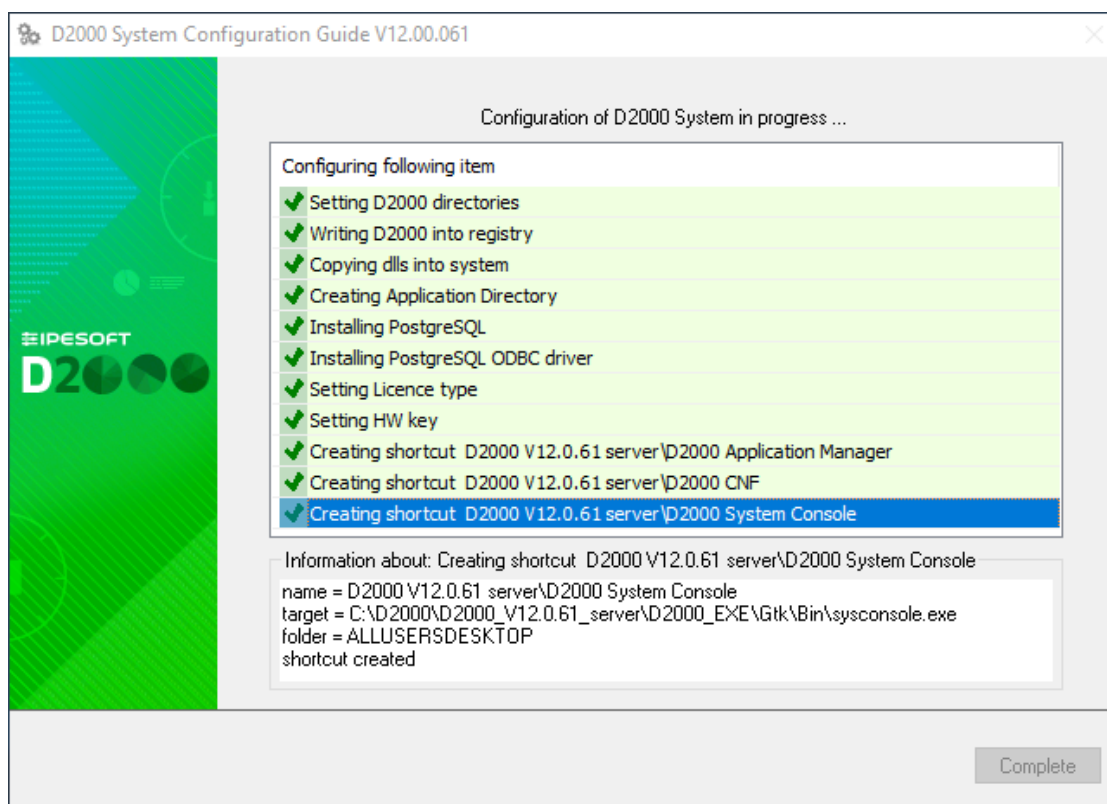 D2000 System Configuration Guide V12.00.061
Configuration of D2000 System in progress ...
Configuring following item
Setting D2000 directories
Writing D2000 into registry
Copying dlls into system
Creating Application Directory
Installing PostgreSQL
Installing PostgreSQL ODBC driver
Setting Licence type
Setting HW key
Creating shortcut D2000 V12.0.61 server\D2000 Application Manager
Creating shortcut D2000 V12.0.61 server\D2000 CNF
Creating shortcut D2000 V12.0.61 server\D2000 System Console
IPESOFT
D2000
Information about: Creating shortcut D2000 V12.0.61 server\D2000 System Console
name = D2000 V12.0.61 server\D2000 System Console
target = C:\D2000\D2000_V12.0.61_server\D2000_EXE\Gtk\Bin\sysconsole.exe
folder = ALLUSERSDESKTOP
shortcut created
Complete